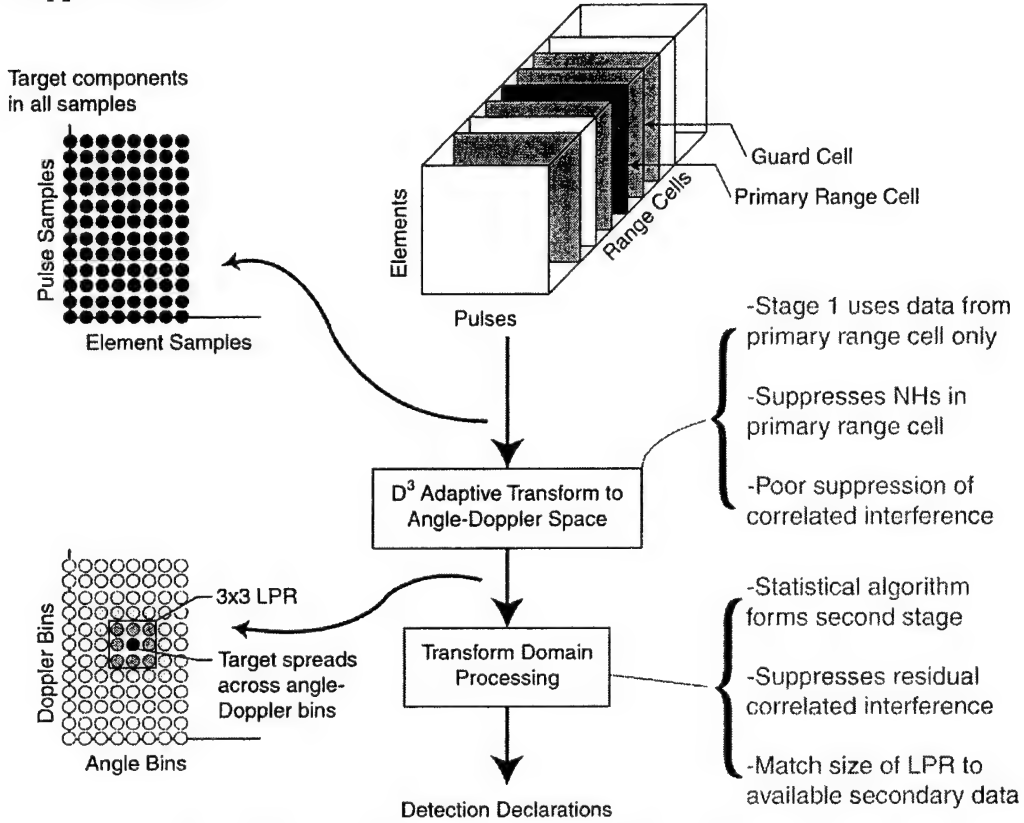 Target components
in all samples
Pulse Samples
Element Samples
Elements
Pulses
Range Cells
Guard Cell
Primary Range Cell
-Stage 1 uses data from
primary range cell only
-Suppresses NHs in
primary range cell
-Poor suppression of
correlated interference
D³ Adaptive Transform to
Angle-Doppler Space
Doppler Bins
Angle Bins
3x3 LPR
Target spreads
across angle-
Doppler bins
Transform Domain
Processing
-Statistical algorithm
forms second stage
-Suppresses residual
correlated interference
-Match size of LPR to
available secondary data
Detection Declarations